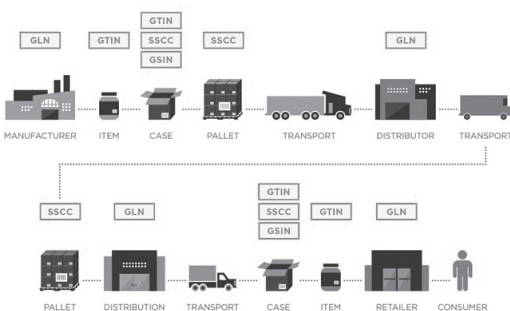 GTIN
GLN GTIN SSCC SSCC GLN
GSIN
MANUFACTURER ITEM CASE PALLET TRANSPORT DISTRIBUTOR TRANSPORT
GTIN
SSCC GLN SSCC GTIN GLN
GSIN
PALLET DISTRIBUTION TRANSPORT CASE ITEM RETAILER CONSUMER